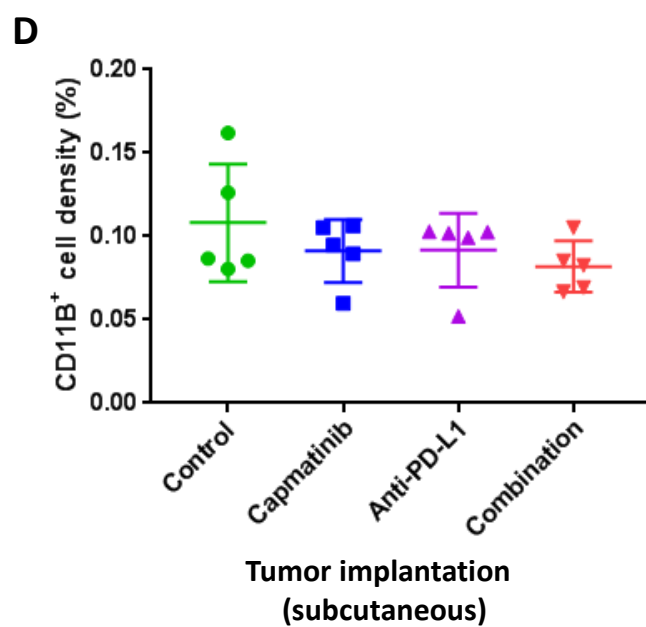 D
CD11B⁺ cell density (%)
0.20
0.15
0.10
0.05
0.00
Control
Capmatinib
Anti-PD-L1
Combination
Tumor implantation
(subcutaneous)